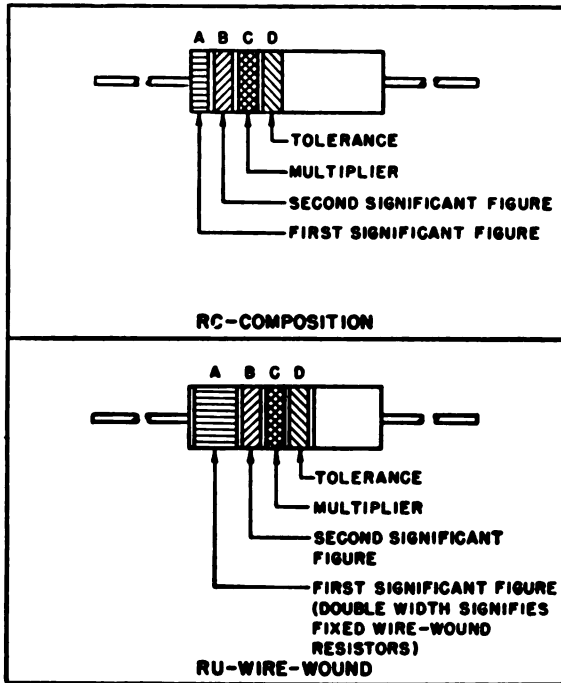 A B C D
TOLERANCE
MULTIPLIER
SECOND SIGNIFICANT FIGURE
FIRST SIGNIFICANT FIGURE
RC-COMPOSITION
A B C D
TOLERANCE
MULTIPLIER
SECOND SIGNIFICANT
FIGURE
FIRST SIGNIFICANT FIGURE
(DOUBLE WIDTH SIGNIFIES
FIXED WIRE-WOUND
RESISTORS)
RU-WIRE-WOUND